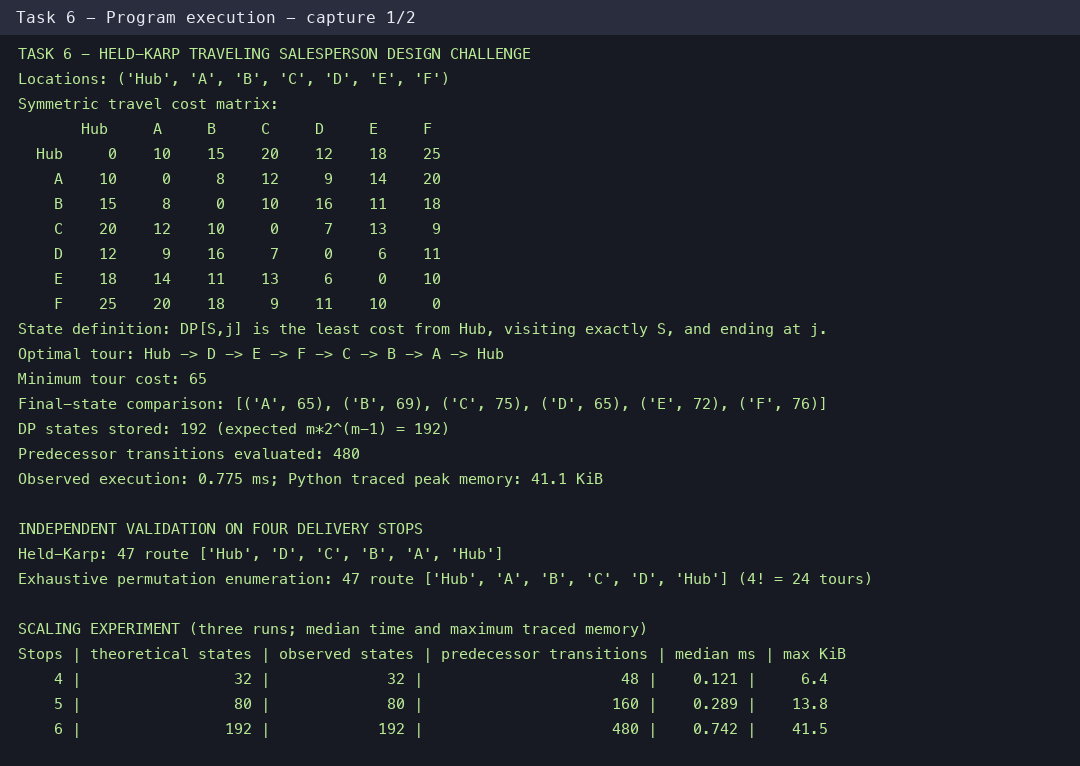 Task 6 — Program execution — capture 1/2
TASK 6 — HELD—KARP TRAVELING SALESPERSON DESIGN CHALLENGE
Locations: ('Hub', 'A', 'B', 'C', 'D', 'E', 'F')
Symmetric travel cost matrix:
       Hub     A     B     C     D     E     F
  Hub     0    10    15    20    12    18    25
    A    10     0     8    12     9    14    20
    B    15     8     0    10    16    11    18
    C    20    12    10     0     7    13     9
    D    12     9    16     7     0     6    11
    E    18    14    11    13     6     0    10
    F    25    20    18     9    11    10     0
State definition: DP[S,j] is the least cost from Hub, visiting exactly S, and ending at j.
Optimal tour: Hub -> D -> E -> F -> C -> B -> A -> Hub
Minimum tour cost: 65
Final-state comparison: [('A', 65), ('B', 69), ('C', 75), ('D', 65), ('E', 72), ('F', 76)]
DP states stored: 192 (expected m*2^(m-1) = 192)
Predecessor transitions evaluated: 480
Observed execution: 0.775 ms; Python traced peak memory: 41.1 KiB
INDEPENDENT VALIDATION ON FOUR DELIVERY STOPS
Held-Karp: 47 route ['Hub', 'D', 'C', 'B', 'A', 'Hub']
Exhaustive permutation enumeration: 47 route ['Hub', 'A', 'B', 'C', 'D', 'Hub'] (4! = 24 tours)
SCALING EXPERIMENT (three runs; median time and maximum traced memory)
Stops | theoretical states | observed states | predecessor transitions | median ms | max KiB
    4 |                 32 |              32 |                      48 |     0.121 |     6.4
    5 |                 80 |              80 |                     160 |     0.289 |    13.8
    6 |                192 |             192 |                     480 |     0.742 |    41.5